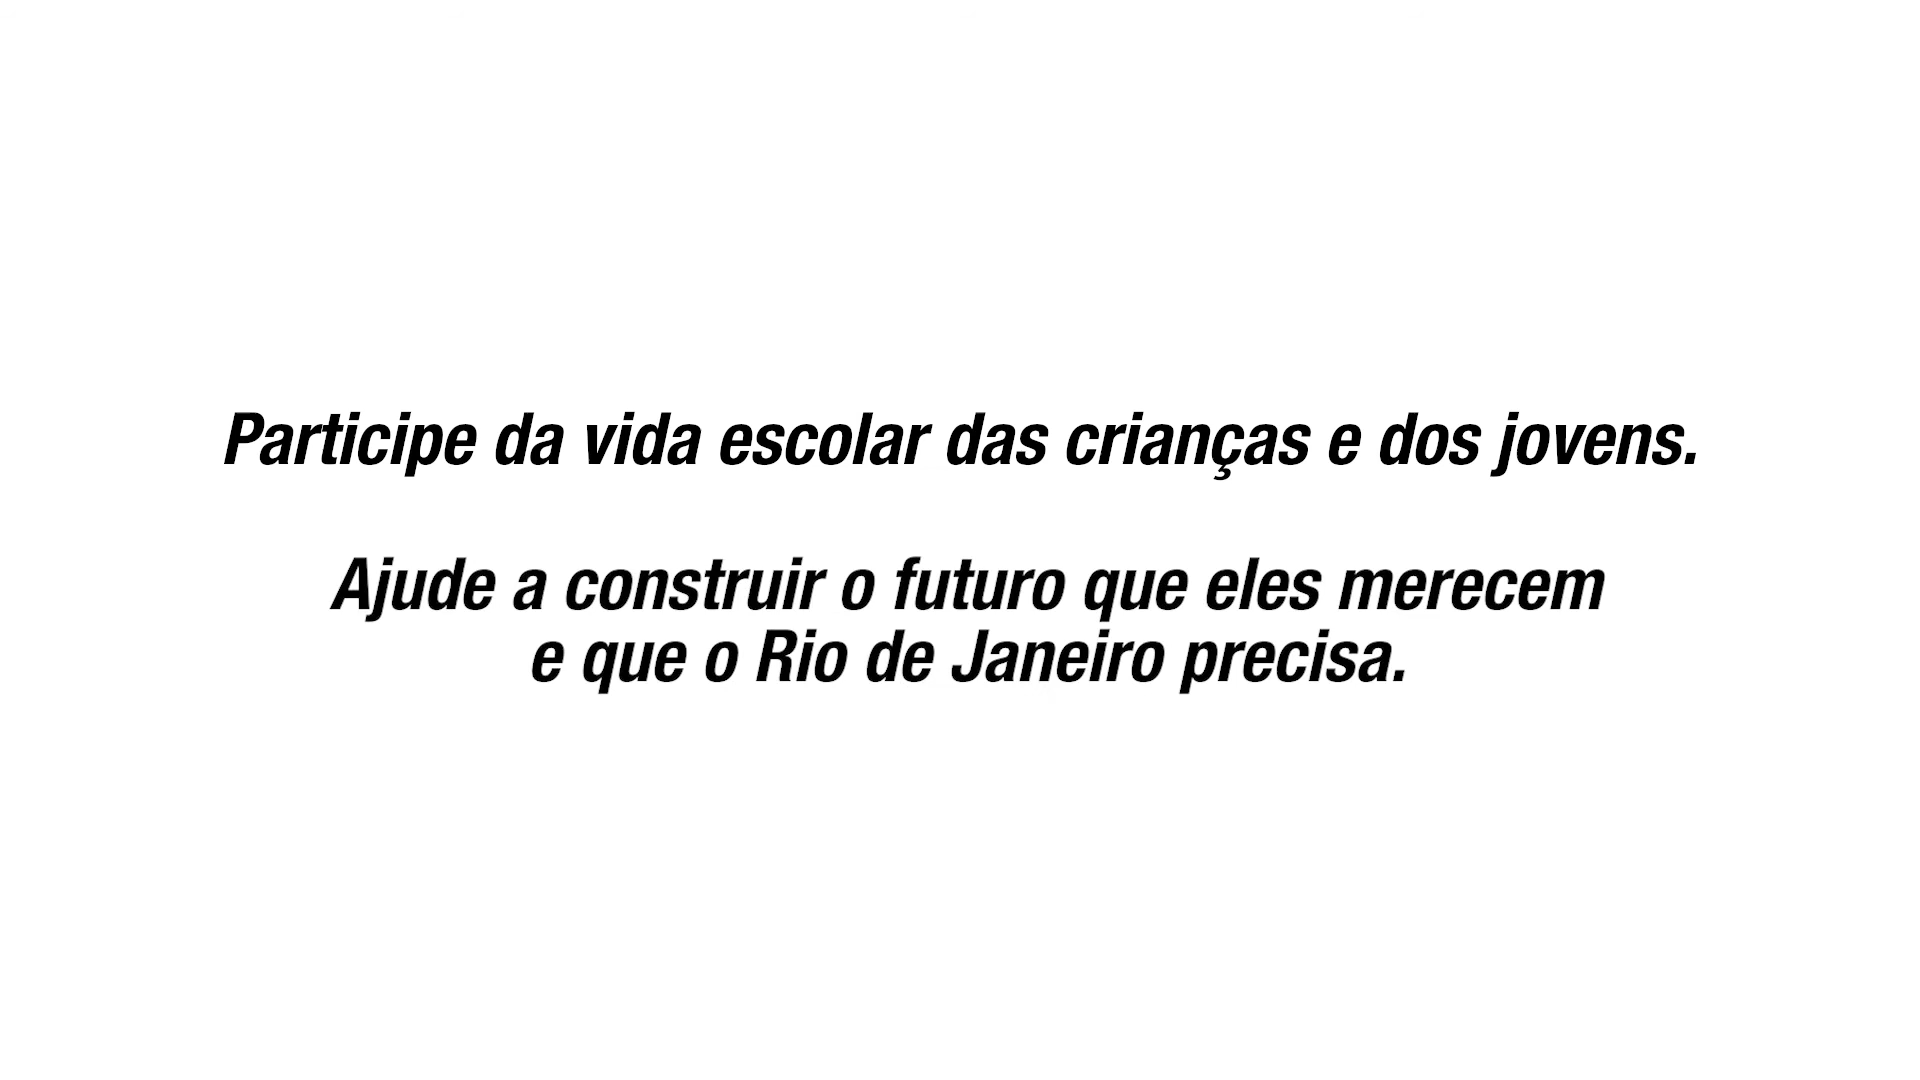 Participe da vida escolar das crianças e dos jovens.
Ajude a construir o futuro que eles merecem
e que o Rio de Janeiro precisa.